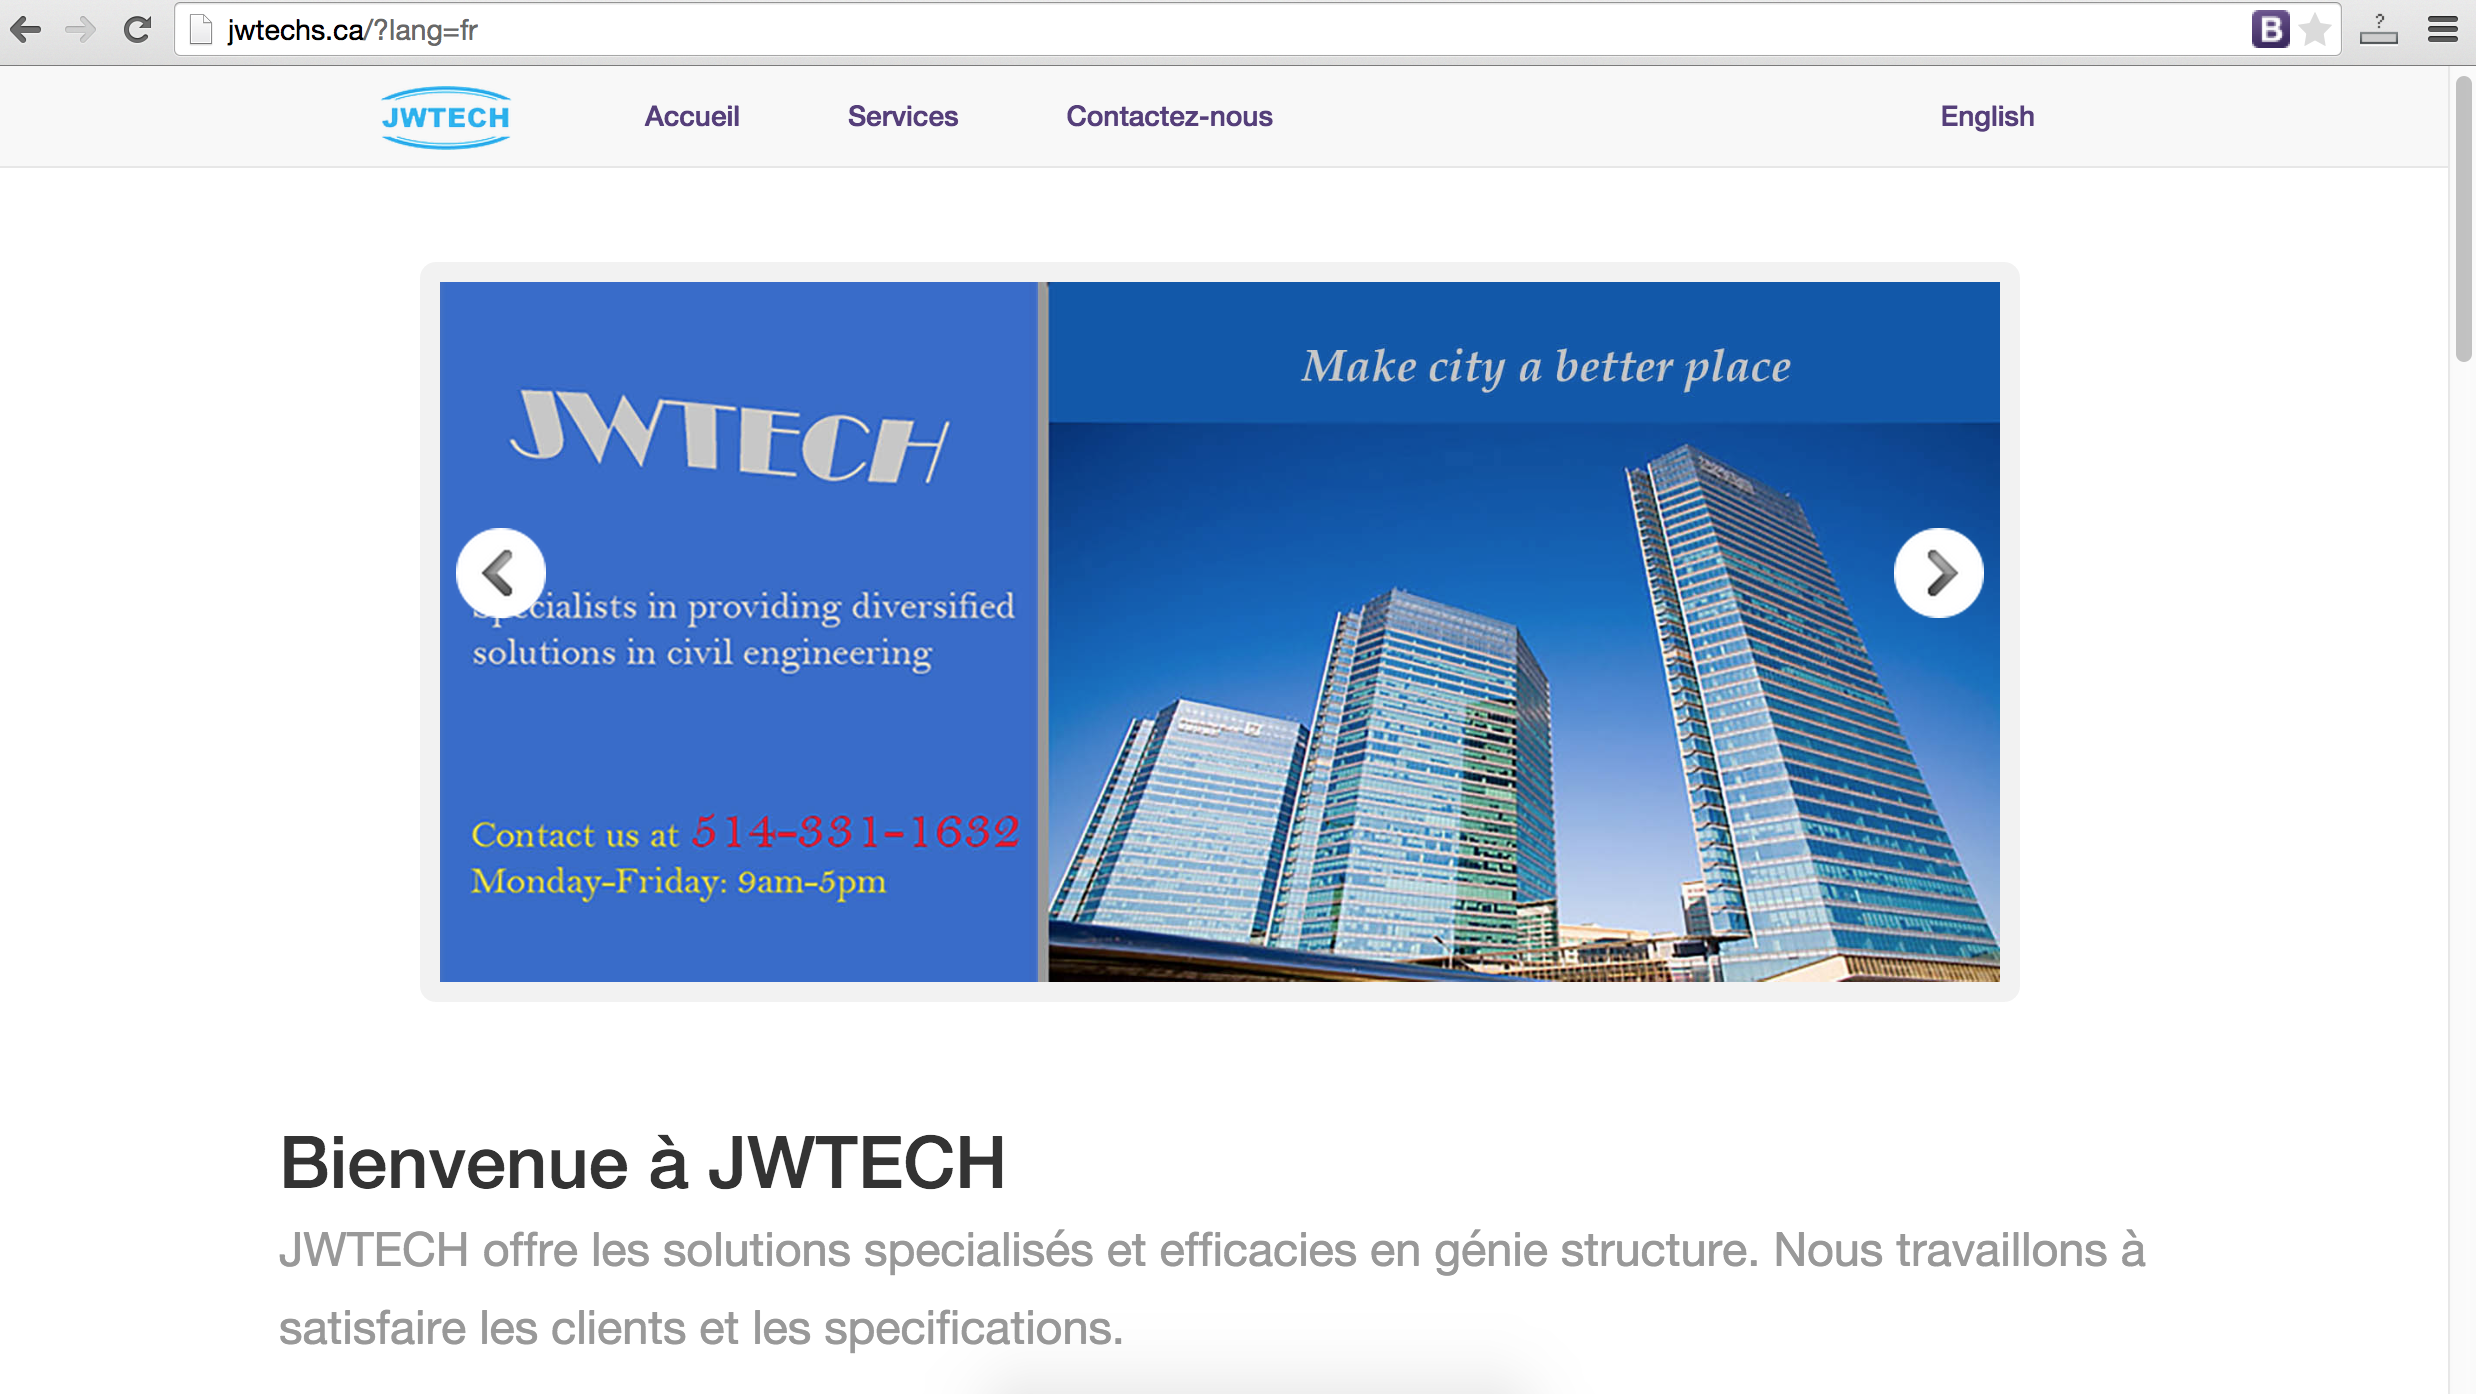 jwtechs.ca/?lang=fr
B
?
JWTECH
Accueil
Services
Contactez-nous
English
JWTECH
Specialists in providing diversified
solutions in civil engineering
Contact us at 514-331-1632
Monday-Friday: 9am-5pm
Make city a better place
Bienvenue à JWTECH
JWTECH offre les solutions specialisés et efficacies en génie structure. Nous travaillons à
satisfaire les clients et les specifications.